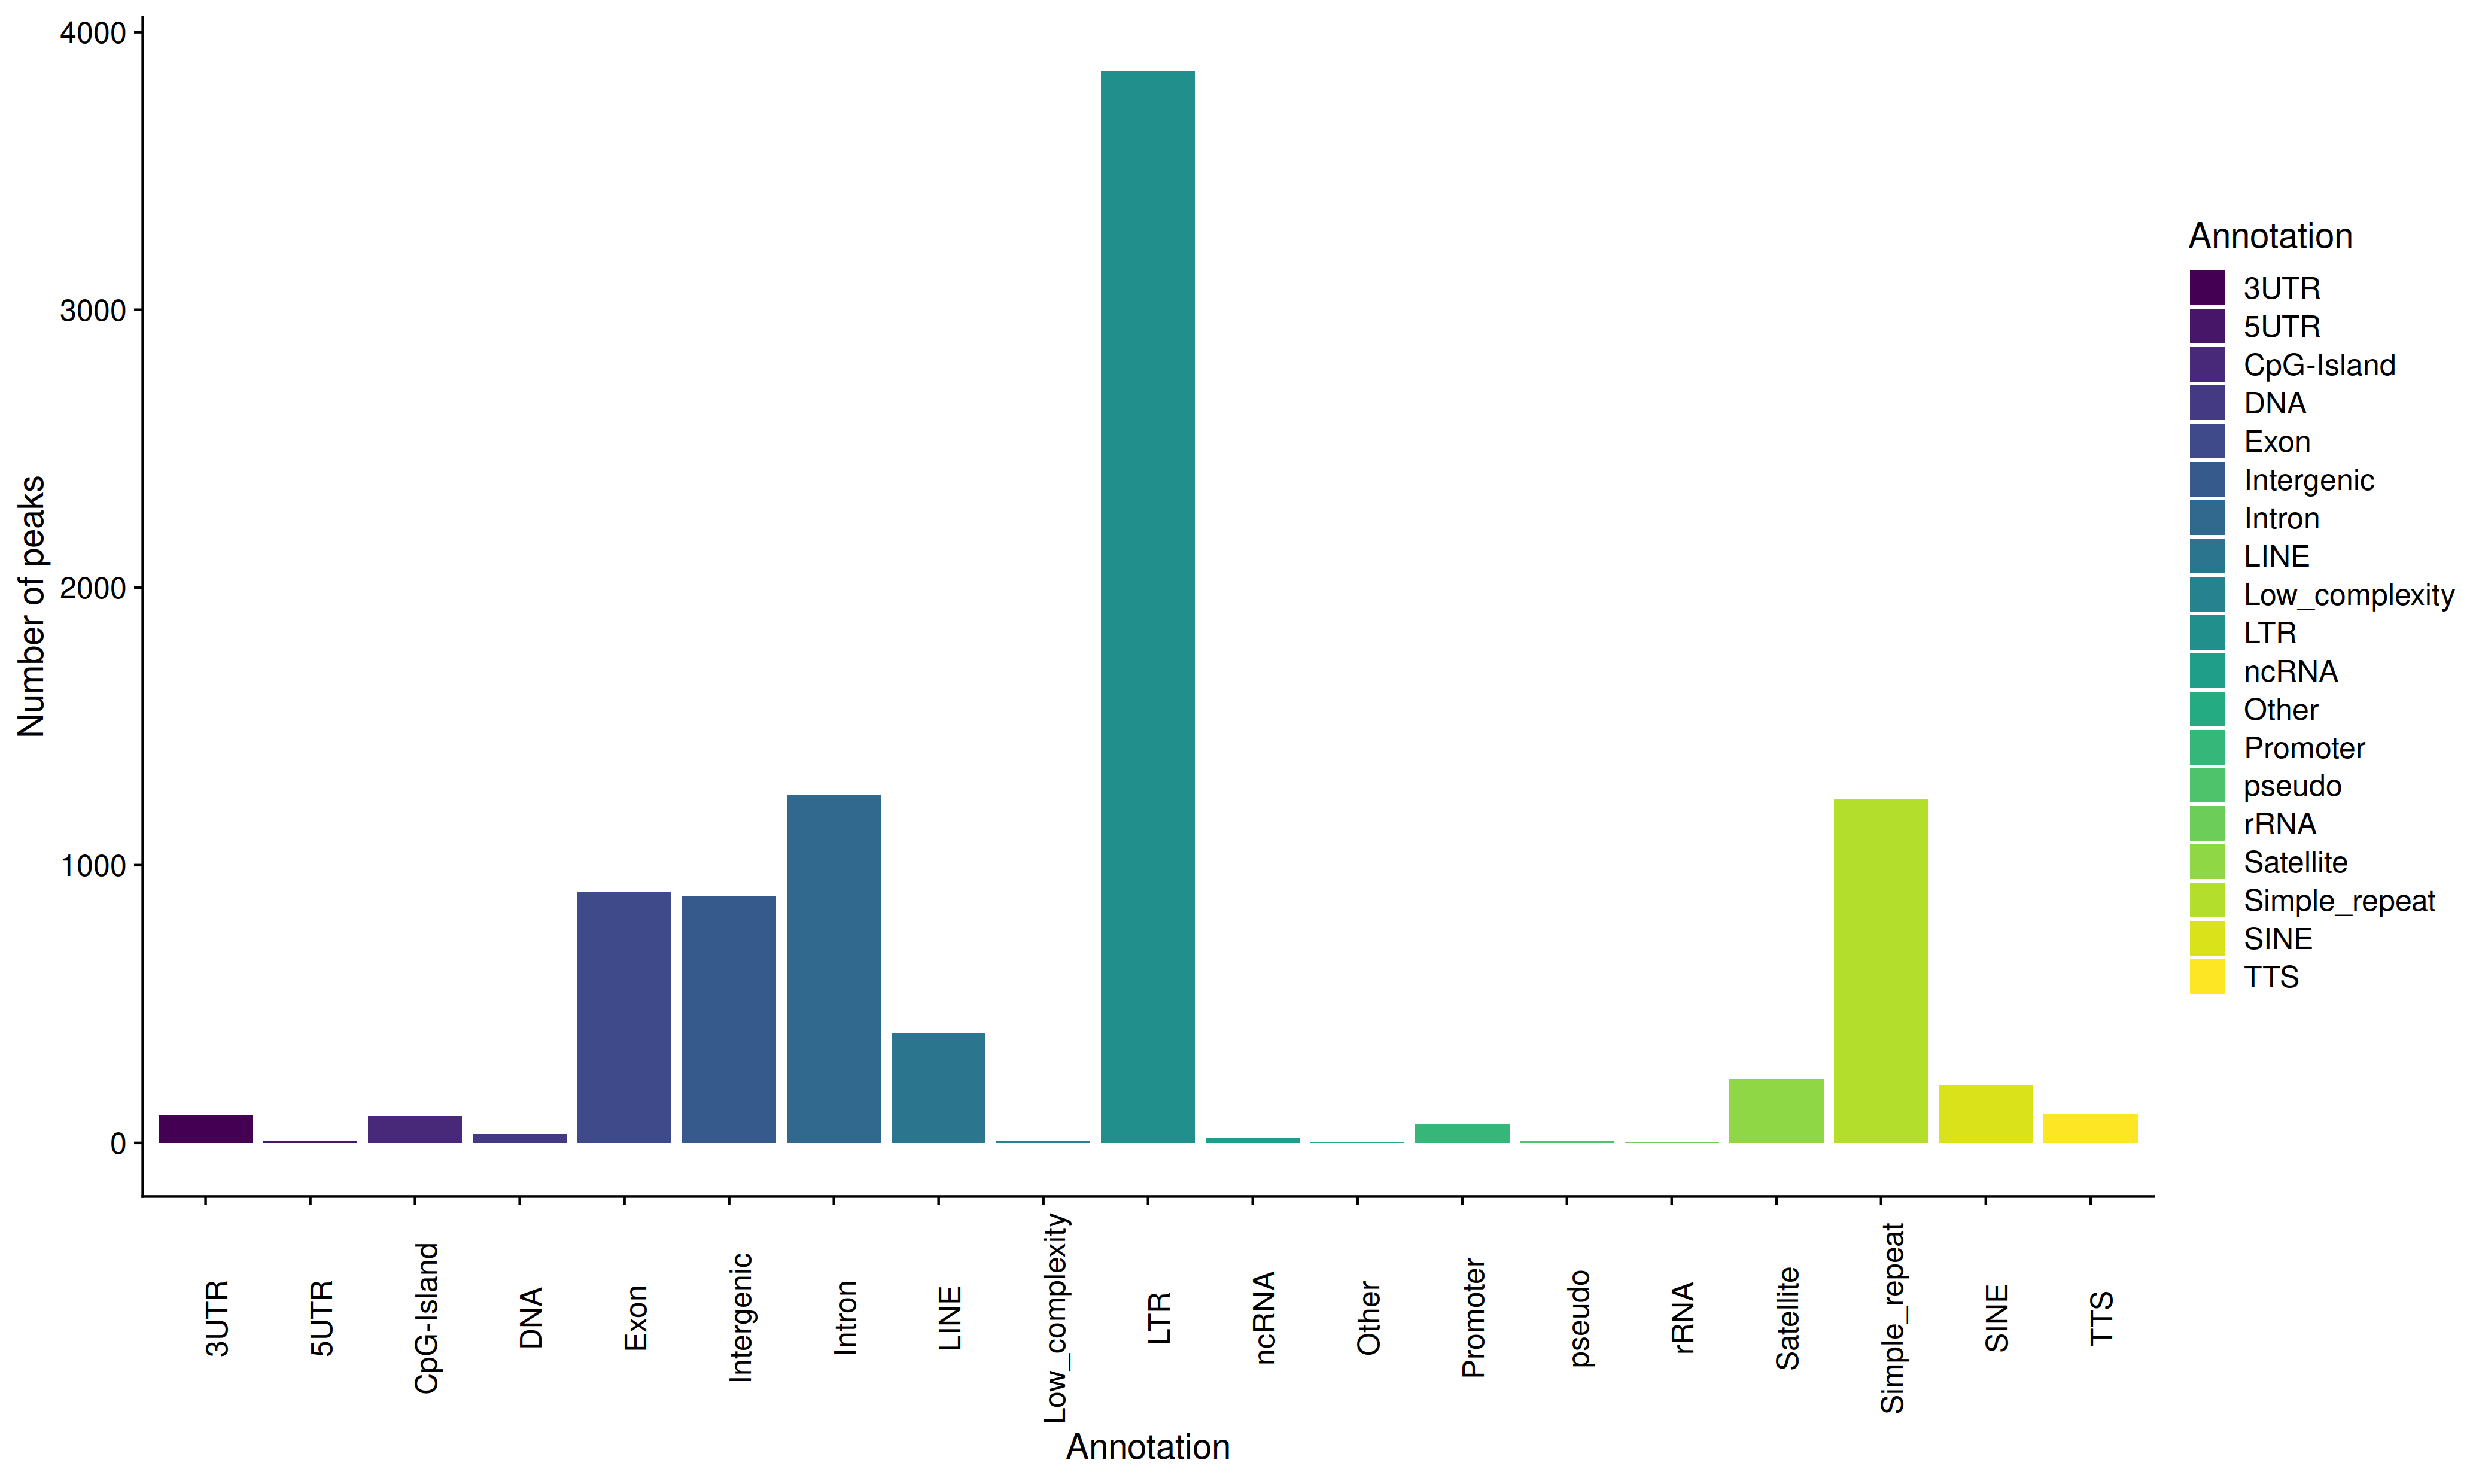 4000
3000
2000
1000
0
Number of peaks
3UTR
5UTR
CpG-Island
DNA
Exon
Intergenic
Intron
LINE
Low_complexity
LTR
ncRNA
Other
Promoter
pseudo
rRNA
Satellite
Simple_repeat
SINE
TTS
Annotation
Annotation
3UTR
5UTR
CpG-Island
DNA
Exon
Intergenic
Intron
LINE
Low_complexity
LTR
ncRNA
Other
Promoter
pseudo
rRNA
Satellite
Simple_repeat
SINE
TTS